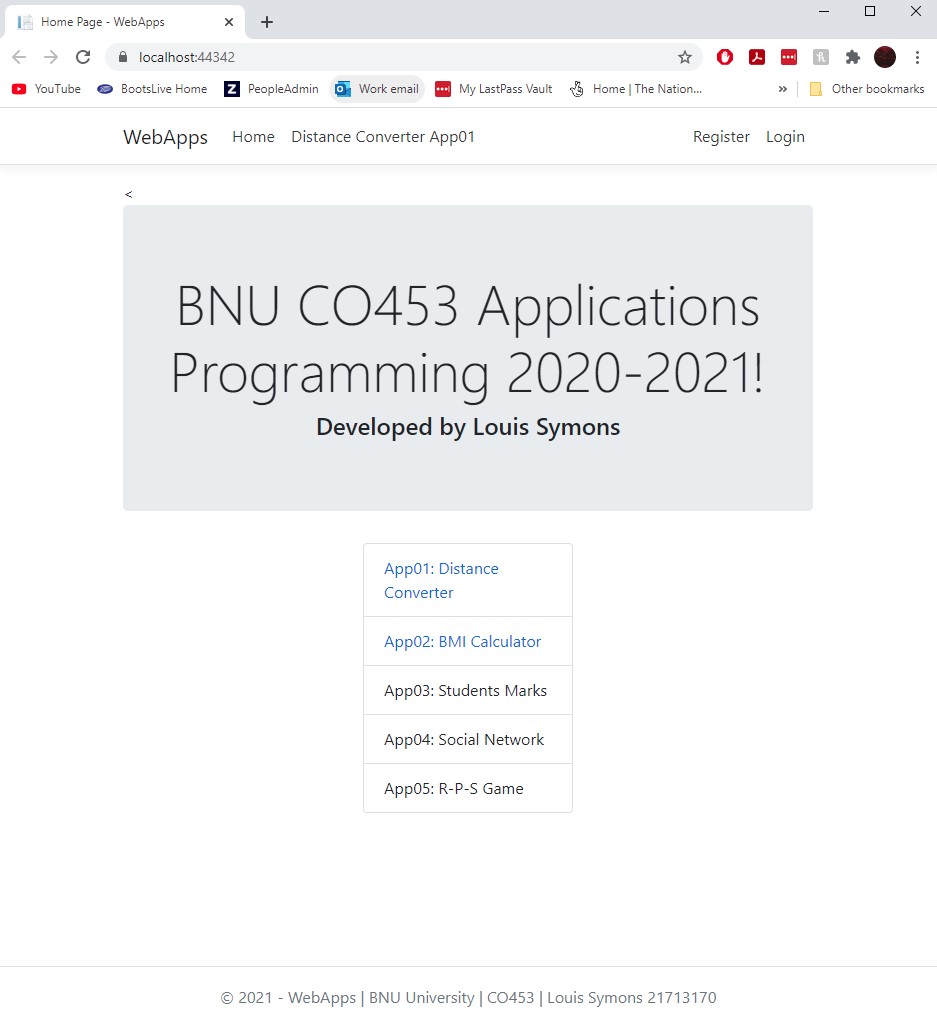 Home Page - WebApps
localhost:44342
YouTube BootsLive Home PeopleAdmin Work email My LastPass Vault Home | The Nation... » Other bookmarks
WebApps Home Distance Converter App01 Register Login
<
BNU CO453 Applications
Programming 2020-2021!
Developed by Louis Symons
App01: Distance
Converter
App02: BMI Calculator
App03: Students Marks
App04: Social Network
App05: R-P-S Game
© 2021 - WebApps | BNU University | CO453 | Louis Symons 21713170